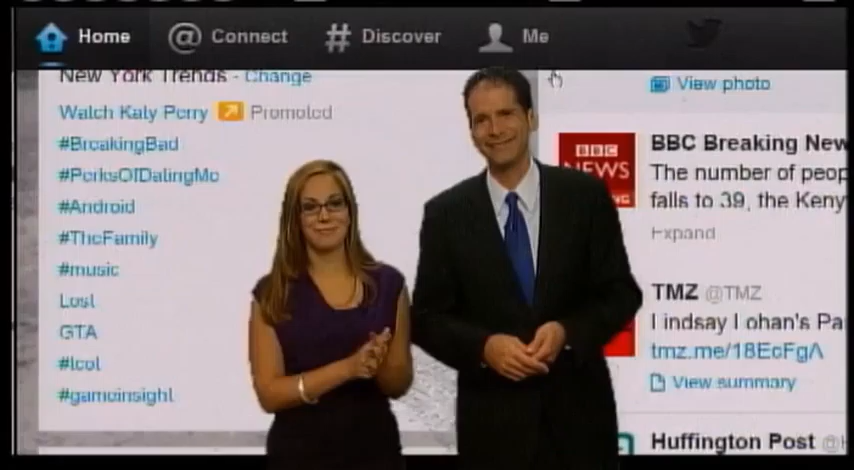 Home
Connect
Discover
Me
New York Trends - Change
Watch Katy Perry Promoted
#BreakingBad
#PerksOfDatingMe
#Android
#TheFamily
#music
Lost
GTA
#icot
#gameinsight
View photo
BBC
NEWS
BBC Breaking New
The number of peop
falls to 39, the Keny
Expand
TMZ @TMZ
Lindsay Lohan's Pa
tmz.me/18EcFgA
View summary
Huffington Post @H